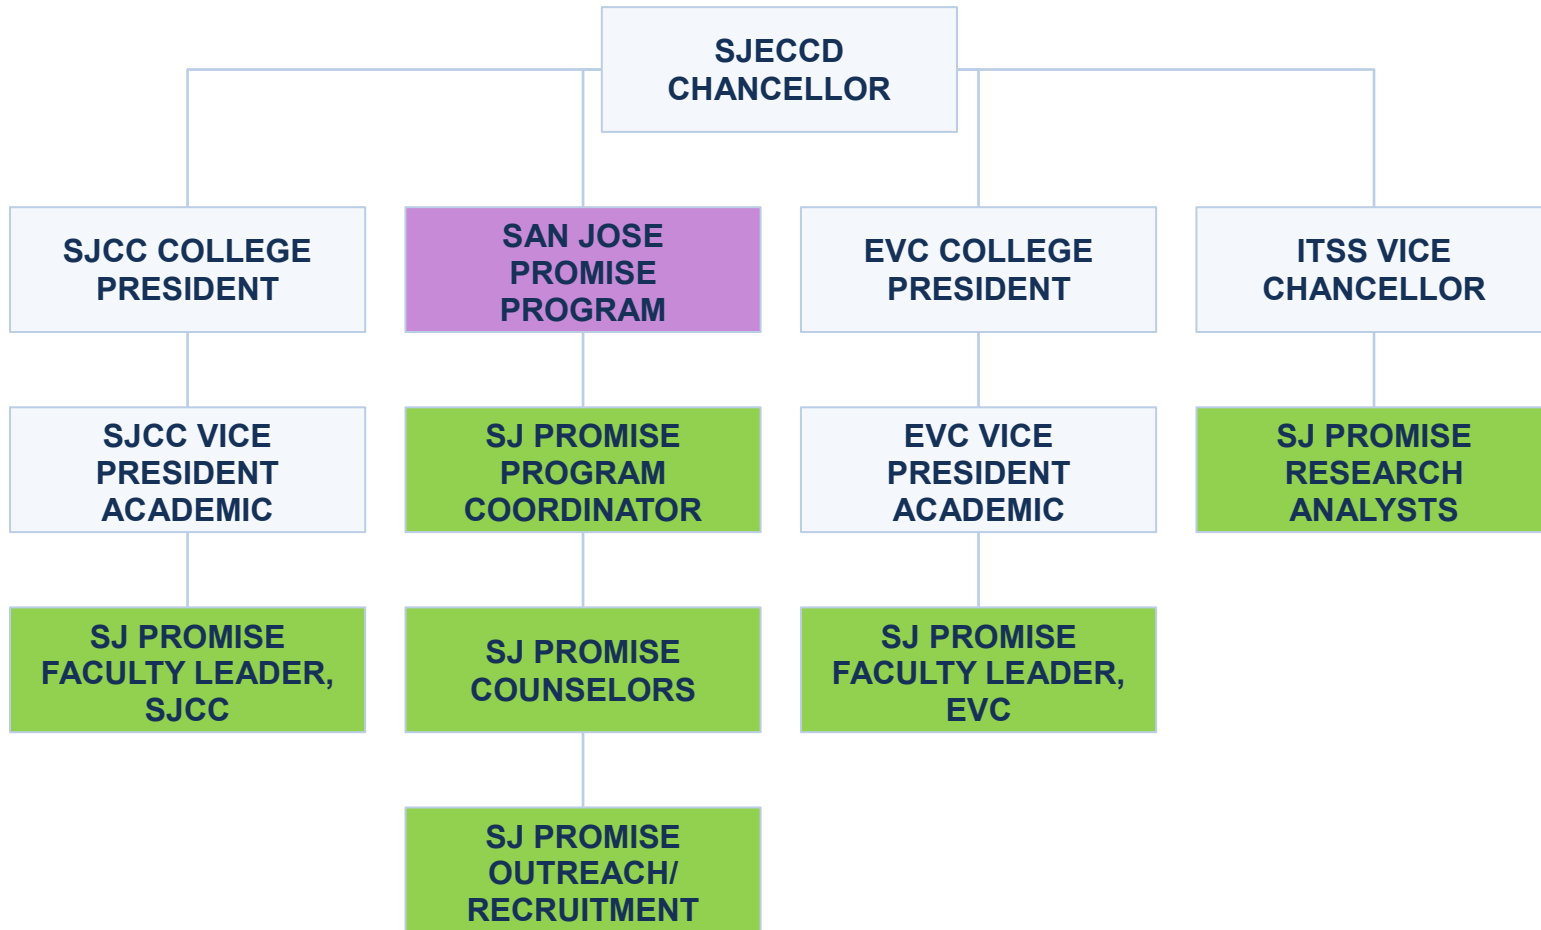 SJECCD
CHANCELLOR
SJCC COLLEGE
PRESIDENT
SAN JOSE
PROMISE
PROGRAM
EVC COLLEGE
PRESIDENT
ITSS VICE
CHANCELLOR
SJCC VICE
PRESIDENT
ACADEMIC
SJ PROMISE
PROGRAM
COORDINATOR
EVC VICE
PRESIDENT
ACADEMIC
SJ PROMISE
RESEARCH
ANALYSTS
SJ PROMISE
FACULTY LEADER,
SJCC
SJ PROMISE
COUNSELORS
SJ PROMISE
FACULTY LEADER,
EVC
SJ PROMISE
OUTREACH/
RECRUITMENT